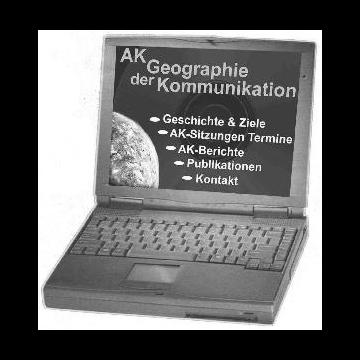 AK
Geographie
der Kommunikation
Geschichte & Ziele
AK-Sitzungen Termine
AK-Berichte
Publikationen
Kontakt